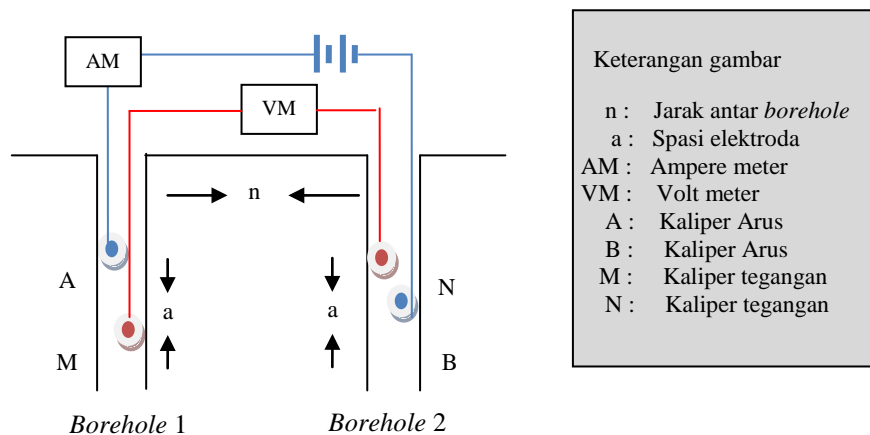 AM
VM
n
A
N
a
a
M
B
Borehole 1
Borehole 2
Keterangan gambar
n : Jarak antar borehole
a : Spasi elektroda
AM : Ampere meter
VM : Volt meter
A : Kaliper Arus
B : Kaliper Arus
M : Kaliper tegangan
N : Kaliper tegangan